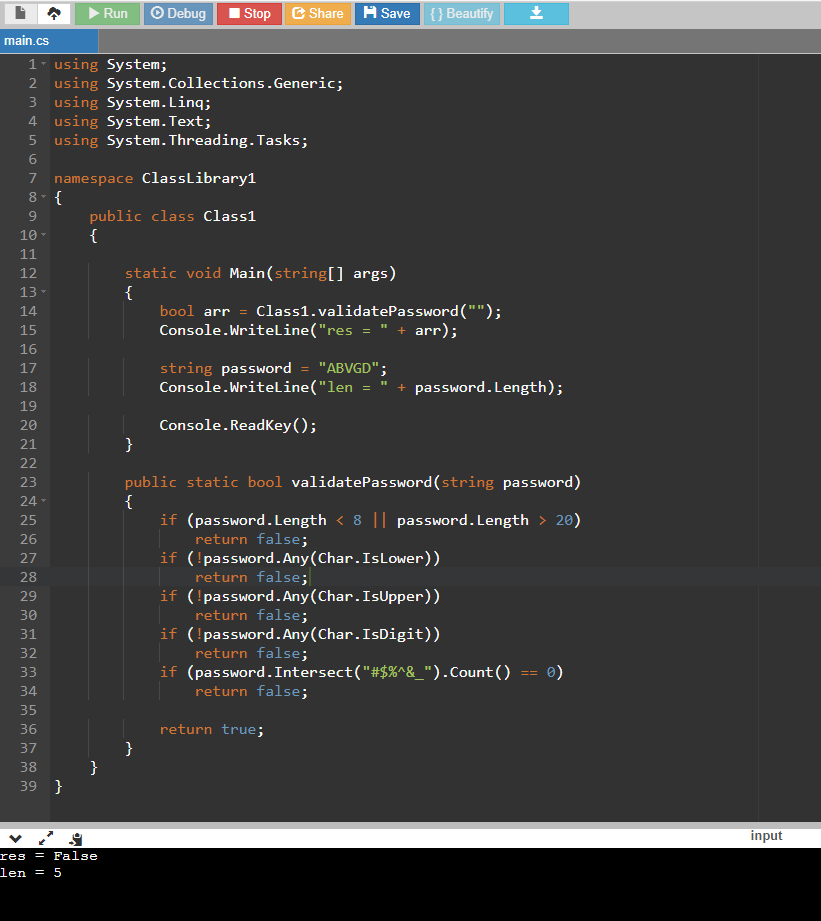 Run Debug Stop Share Save { } Beautify
main.cs
1 using System;
2 using System.Collections.Generic;
3 using System.Linq;
4 using System.Text;
5 using System.Threading.Tasks;
6
7 namespace ClassLibrary1
8 {
9 public class Class1
10 {
11
12 static void Main(string[] args)
13 {
14 bool arr = Class1.validatePassword("");
15 Console.WriteLine("res = " + arr);
16
17 string password = "ABVGD";
18 Console.WriteLine("len = " + password.Length);
19
20 Console.ReadKey();
21 }
22
23 public static bool validatePassword(string password)
24 {
25 if (password.Length < 8 || password.Length > 20)
26 return false;
27 if (!password.Any(Char.IsLower))
28 return false;
29 if (!password.Any(Char.IsUpper))
30 return false;
31 if (!password.Any(Char.IsDigit))
32 return false;
33 if (password.Intersect("#$%^&_").Count() == 0)
34 return false;
35
36 return true;
37 }
38 }
39 }
input
res = False
len = 5